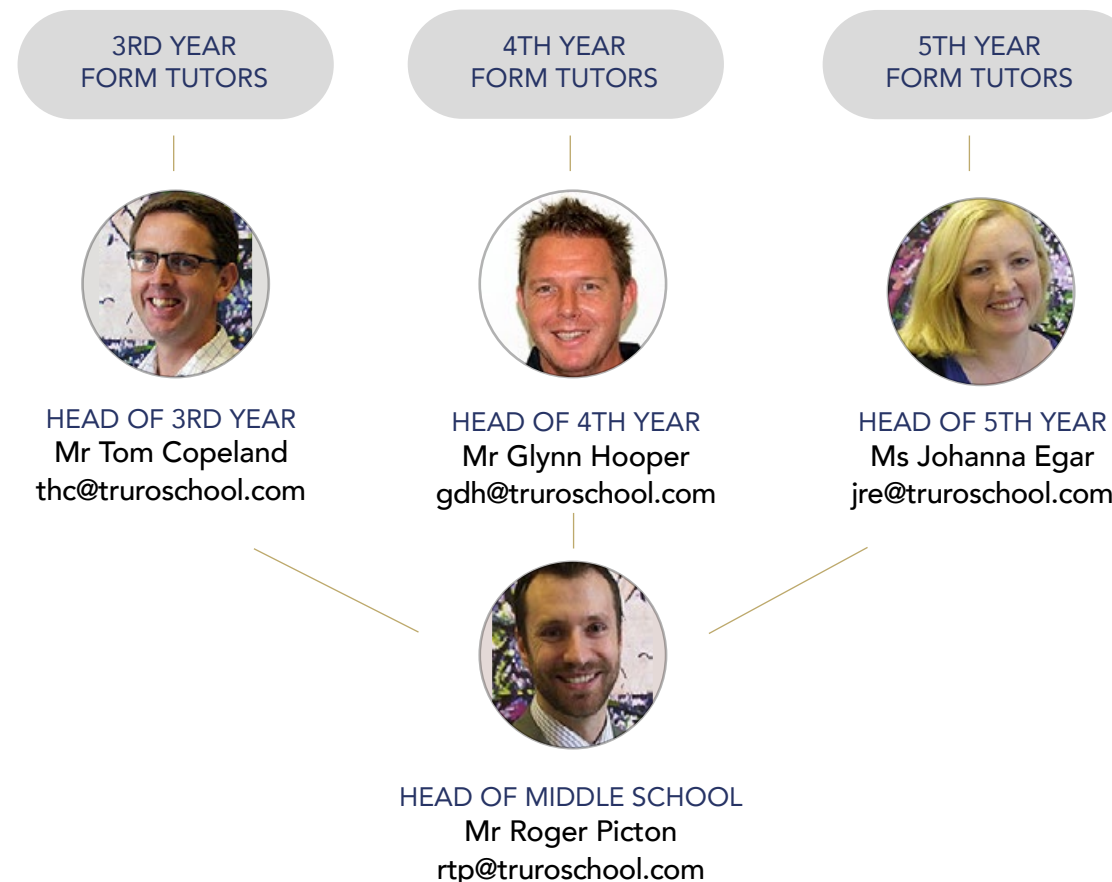 3RD YEAR
FORM TUTORS
4TH YEAR
FORM TUTORS
5TH YEAR
FORM TUTORS
HEAD OF 3RD YEAR
Mr Tom Copeland
thc@truroschool.com
HEAD OF 4TH YEAR
Mr Glynn Hooper
gdh@truroschool.com
HEAD OF 5TH YEAR
Ms Johanna Egar
jre@truroschool.com
HEAD OF MIDDLE SCHOOL
Mr Roger Picton
rtp@truroschool.com